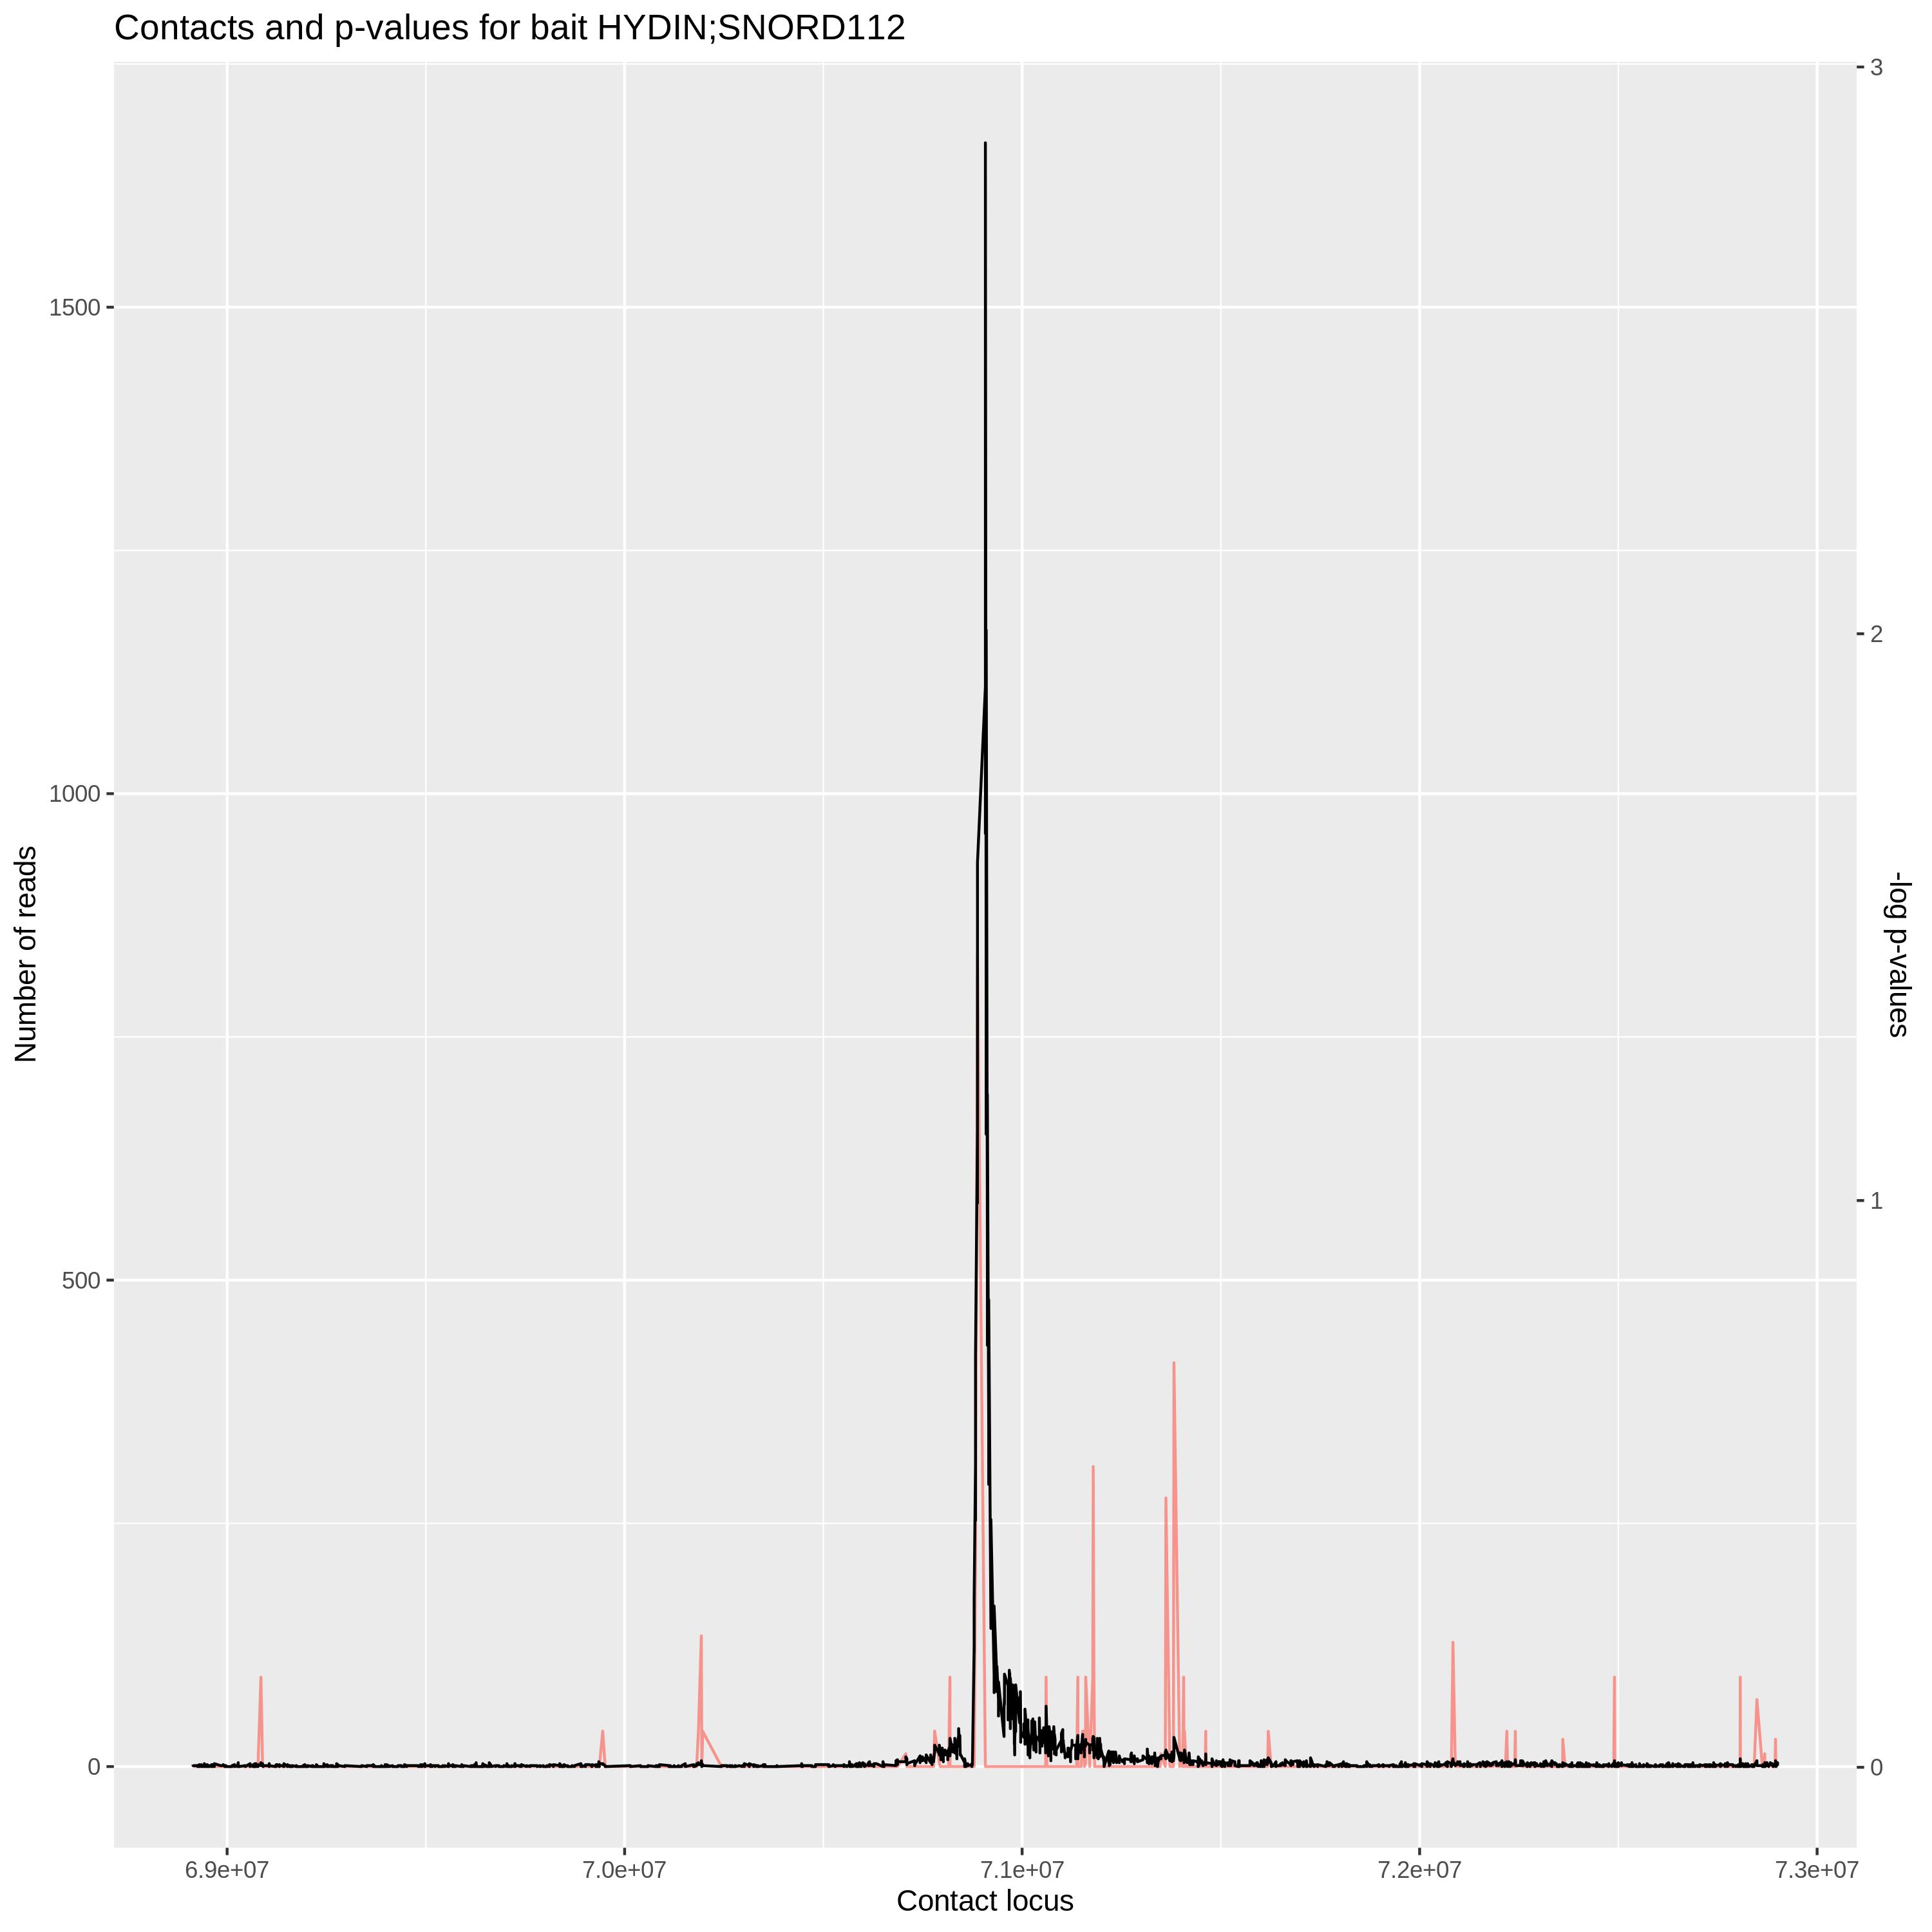 Contacts and p-values for bait HYDIN;SNORD112
3
1500
2
1000
Number of reads
-log p-values
1
500
0
0
6.9e+07
7.0e+07
7.1e+07
7.2e+07
7.3e+07
Contact locus